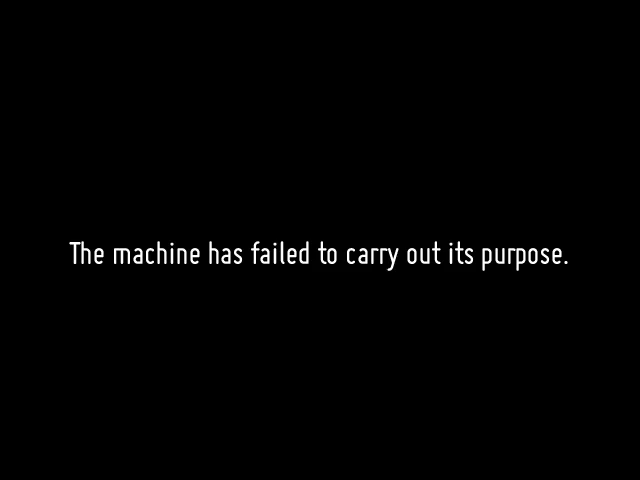 The machine has failed to carry out its purpose.